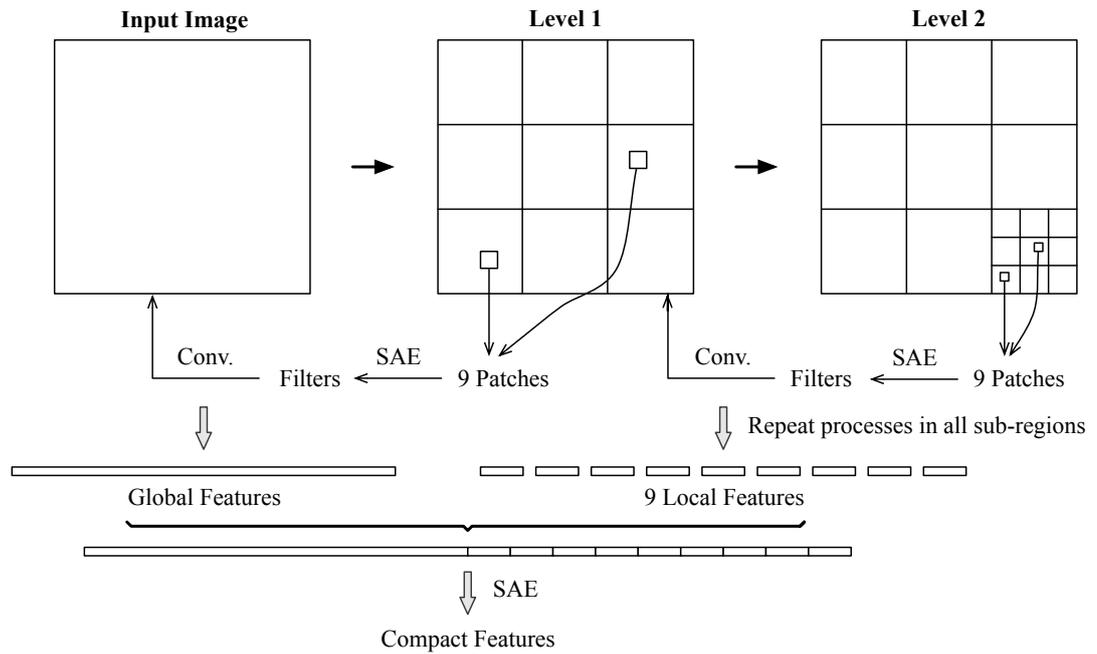 Input Image
Level 1
Level 2
Conv.
SAE
Conv.
SAE
Filters
9 Patches
Filters
9 Patches
Repeat processes in all sub-regions
Global Features
9 Local Features
SAE
Compact Features